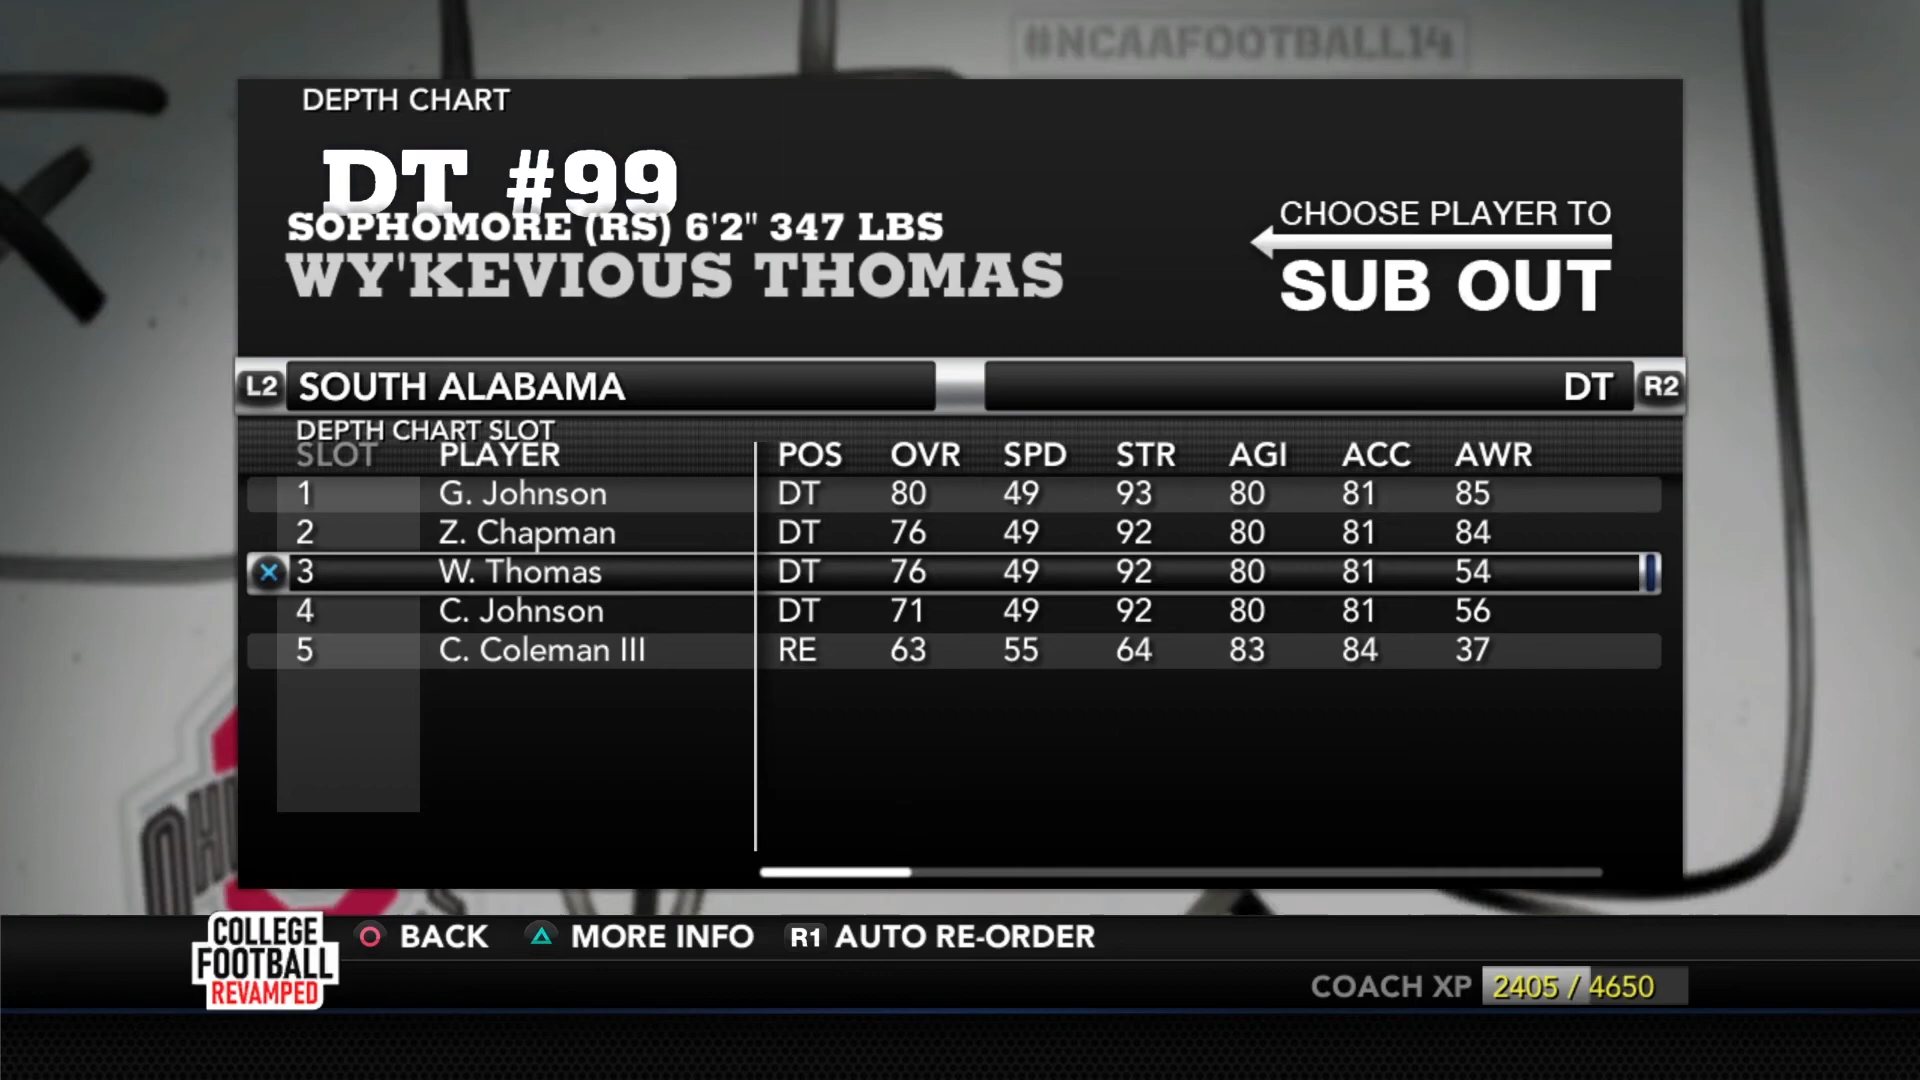 #NCAAFOOTBALL14
DEPTH CHART
DT #99
SOPHOMORE (RS) 6'2" 347 LBS
WY'KEVIOUS THOMAS
CHOOSE PLAYER TO
SUB OUT
L2 SOUTH ALABAMA DT R2
DEPTH CHART SLOT
SLOT PLAYER POS OVR SPD STR AGI ACC AWR
1 G. Johnson DT 80 49 93 80 81 85
2 Z. Chapman DT 76 49 92 80 81 84
3 W. Thomas DT 76 49 92 80 81 54
4 C. Johnson DT 71 49 92 80 81 56
5 C. Coleman III RE 63 55 64 83 84 37
COLLEGE
FOOTBALL
REVAMPED
BACK MORE INFO R1 AUTO RE-ORDER
COACH XP 2405 / 4650